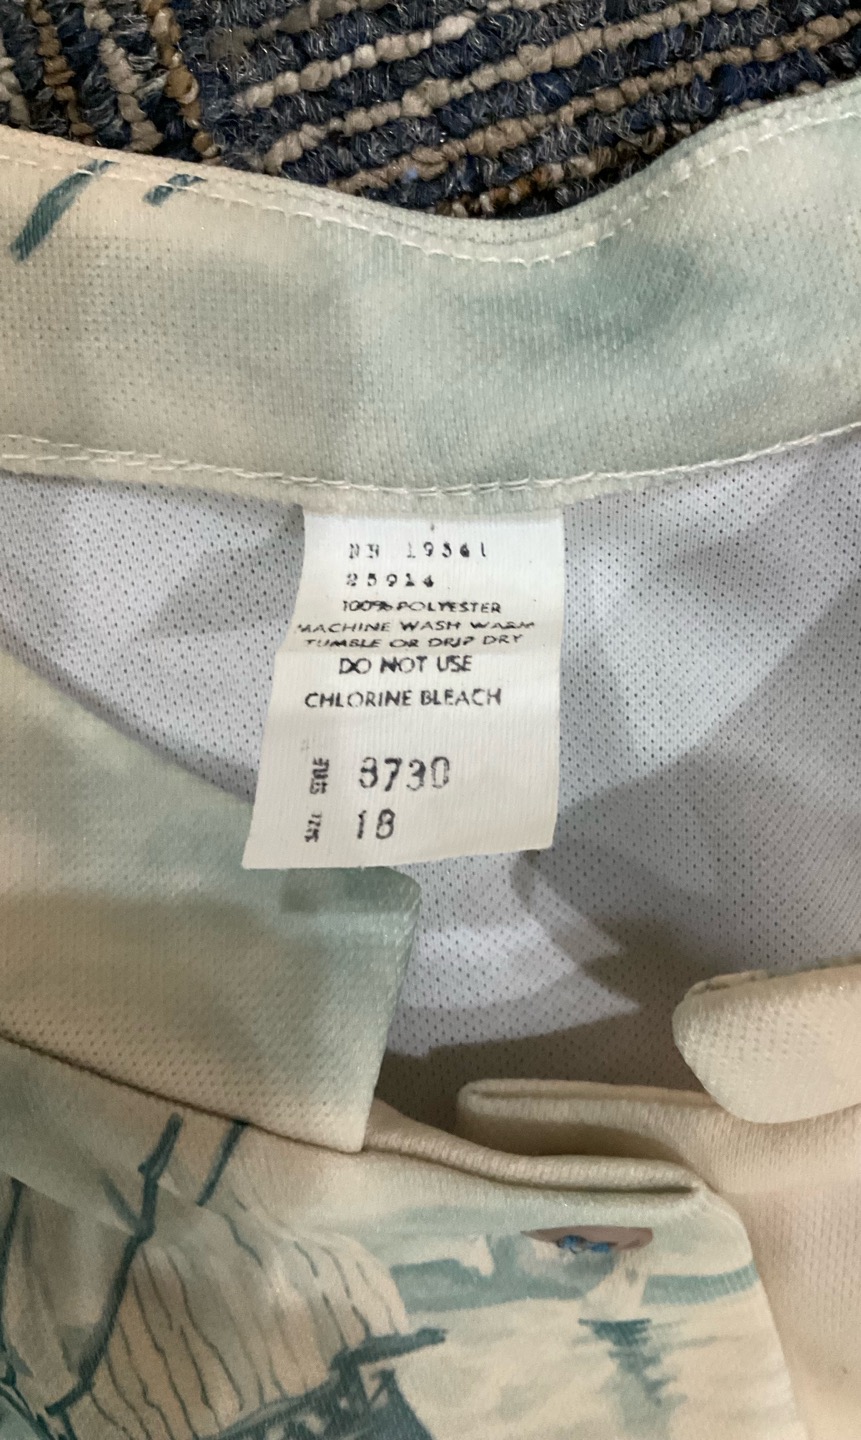 RN 19561
25914
100% POLYESTER
MACHINE WASH WARM
TUMBLE OR DRIP DRY
DO NOT USE
CHLORINE BLEACH
STYLE 8730
SIZE 18